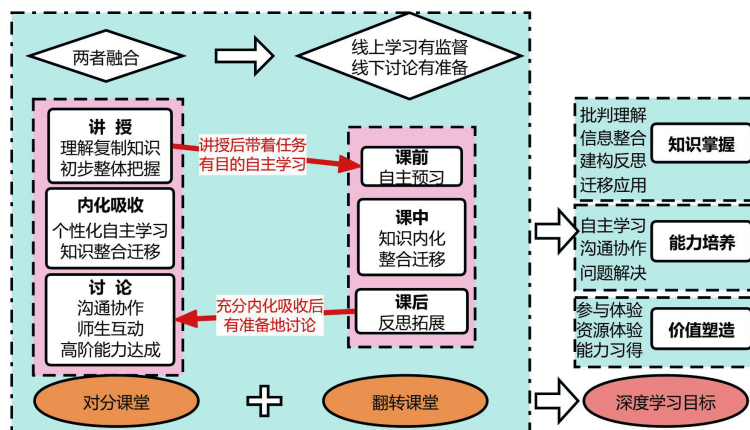 两者融合
线上学习有监督
线下讨论有准备
讲 授
理解复制知识
初步整体把握
内化吸收
个性化自主学习
知识整合迁移
讨 论
沟通协作
师生互动
高阶能力达成
讲授后带着任务
有目的自主学习
充分内化吸收后
有准备地讨论
课前
自主预习
课中
知识内化
整合迁移
课后
反思拓展
批判理解
信息整合
建构反思
迁移应用
知识掌握
自主学习
沟通协作
问题解决
能力培养
参与体验
资源体验
能力习得
价值塑造
对分课堂
翻转课堂
深度学习目标